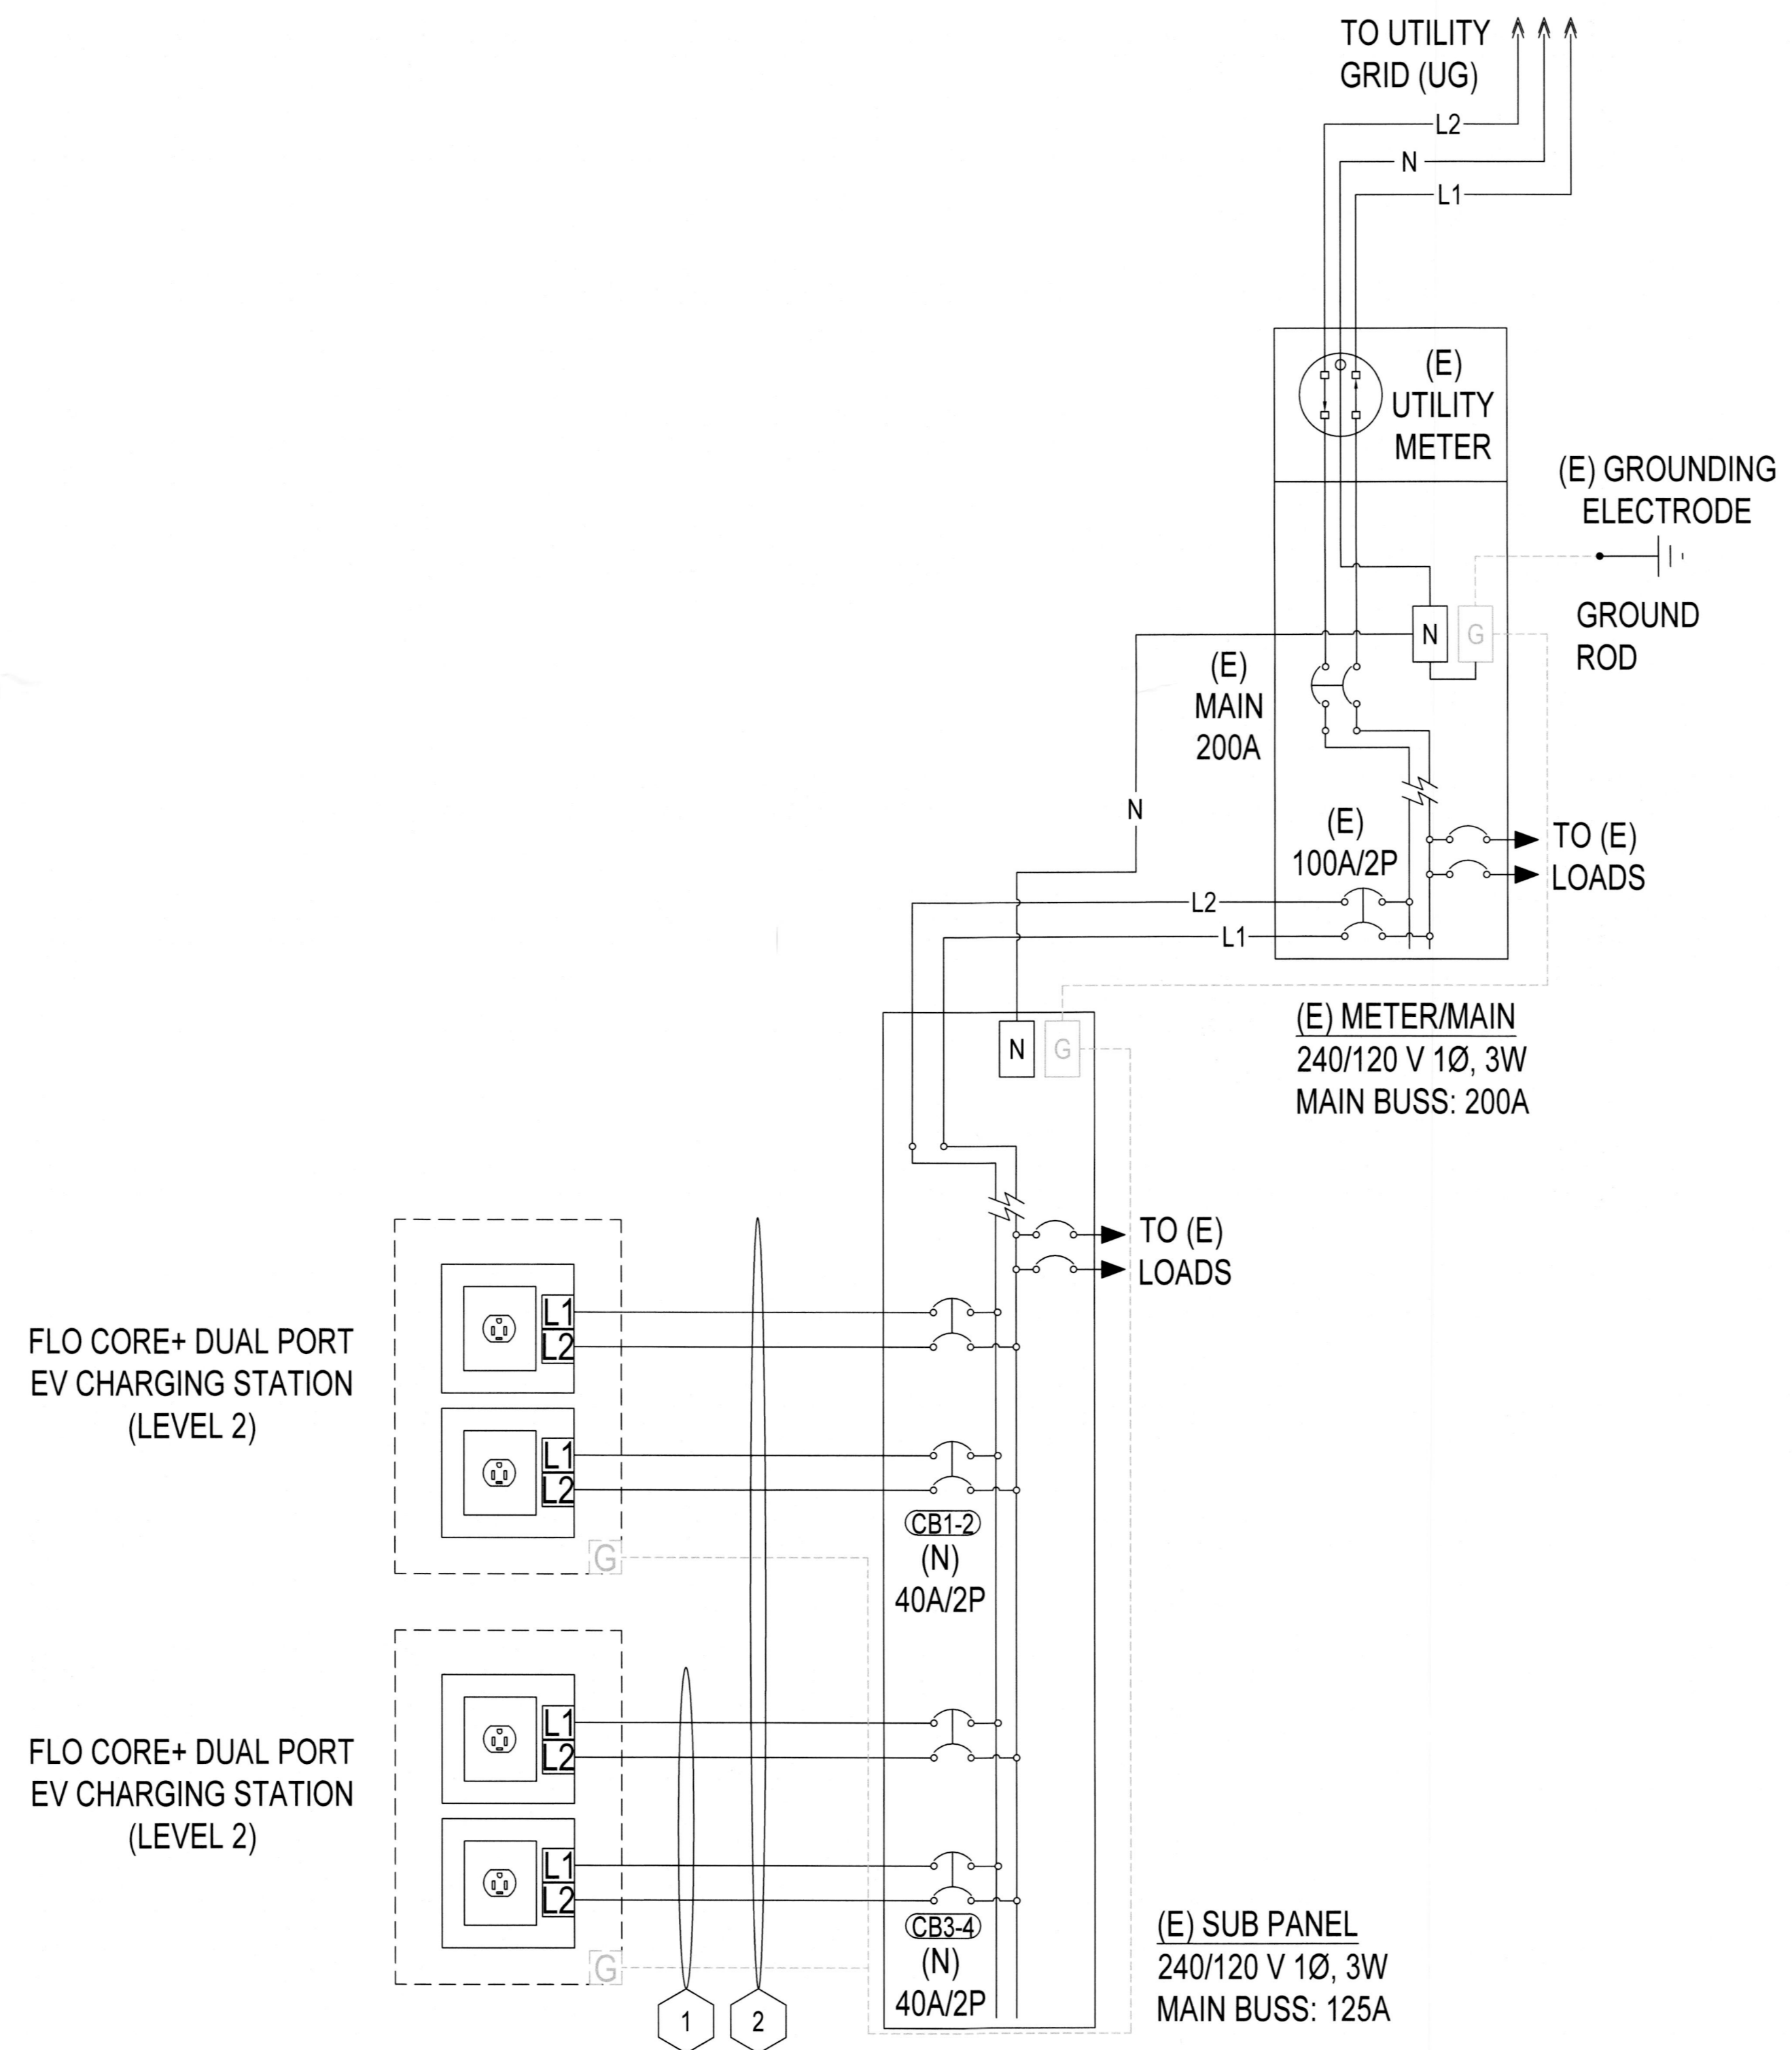 TO UTILITY
GRID (UG)
L2
N
L1
(E)
UTILITY
METER
(E) GROUNDING
ELECTRODE
GROUND
ROD
N
G
(E)
MAIN
200A
N
(E)
100A/2P
TO (E)
LOADS
L2
L1
(E) METER/MAIN
240/120 V 1Ø, 3W
MAIN BUSS: 200A
N
G
TO (E)
LOADS
FLO CORE+ DUAL PORT
EV CHARGING STATION
(LEVEL 2)
L1
L2
L1
L2
G
CB1-2
(N)
40A/2P
FLO CORE+ DUAL PORT
EV CHARGING STATION
(LEVEL 2)
L1
L2
L1
L2
G
CB3-4
(N)
40A/2P
(E) SUB PANEL
240/120 V 1Ø, 3W
MAIN BUSS: 125A
1
2